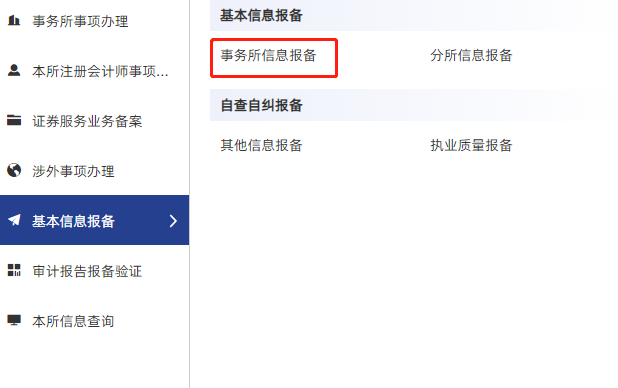 事务所事项办理
本所注册会计师事项...
证券服务业务备案
涉外事项办理
基本信息报备
审计报告报备验证
本所信息查询
基本信息报备
事务所信息报备
分所信息报备
自查自纠报备
其他信息报备
执业质量报备